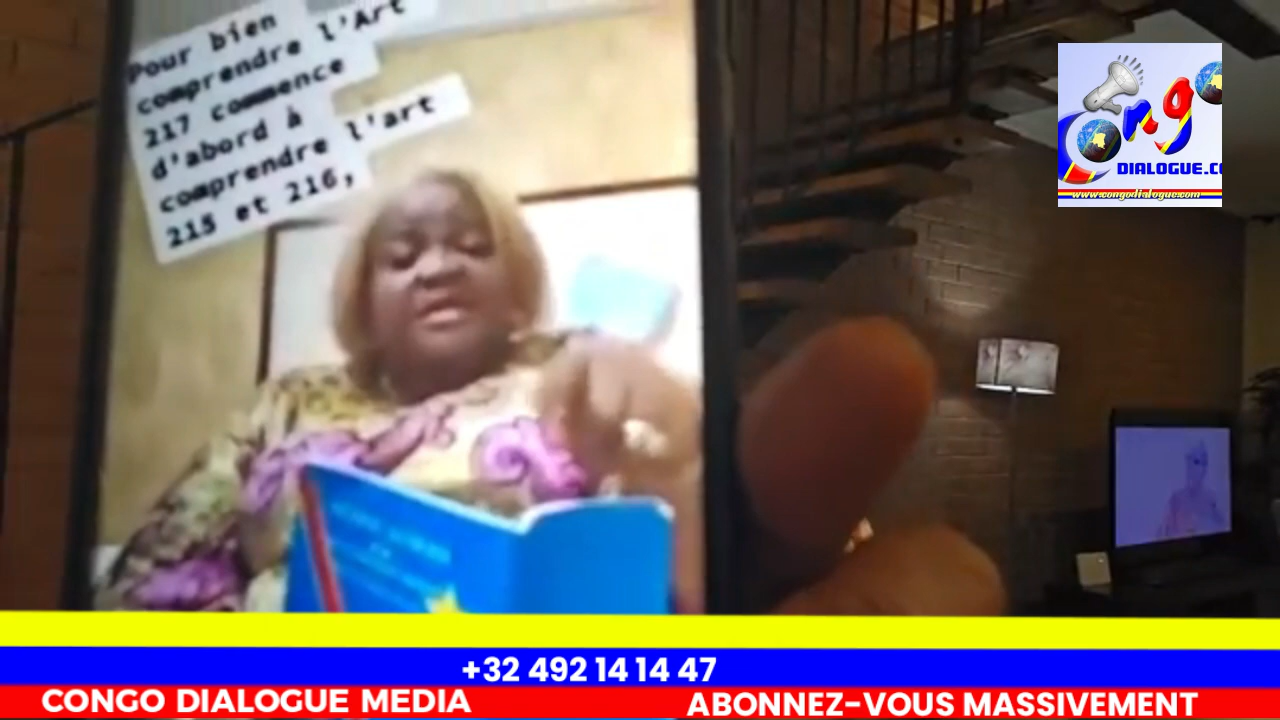 Pour bien
comprendre l'Art
217 commence
d'abord à
comprendre l'art
215 et 216,
ngo
DIALOGUE.C
www.congodialogue.com
+32 492 14 14 47
CONGO DIALOGUE MEDIA
ABONNEZ-VOUS MASSIVEMENT